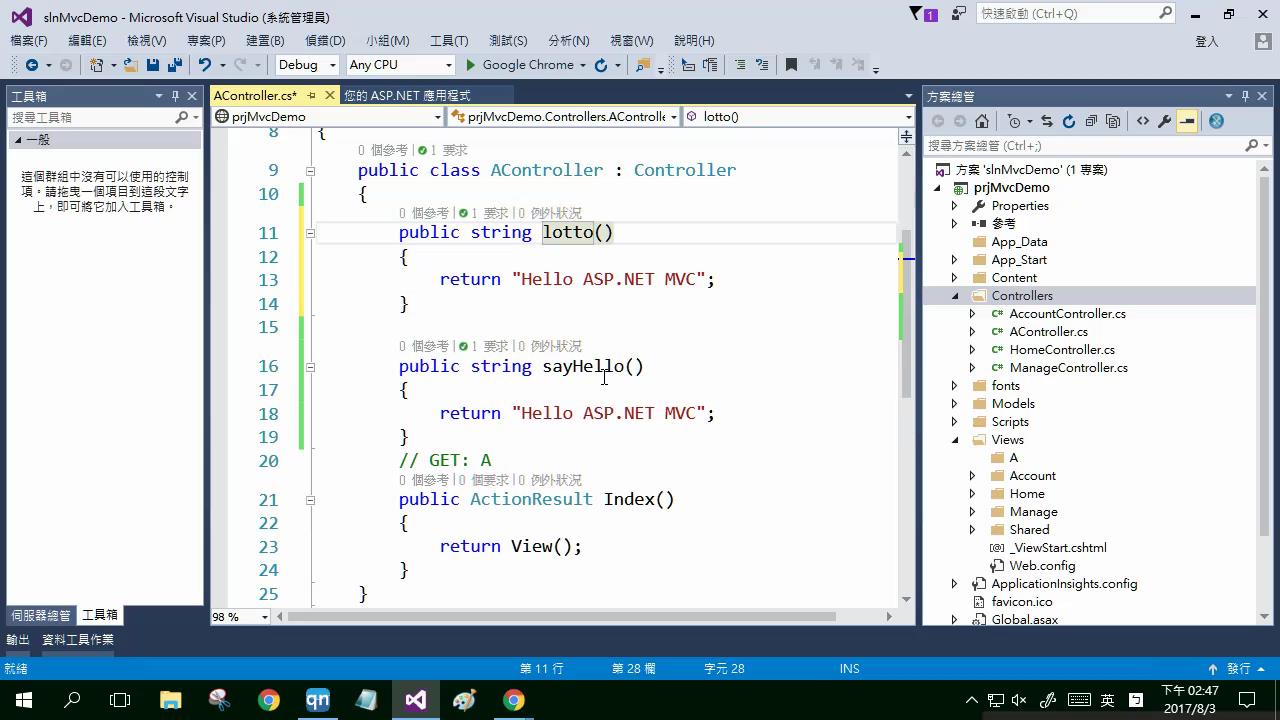 slnMvcDemo - Microsoft Visual Studio (系統管理員)
1
快速啟動 (Ctrl+Q)
檔案(F) 編輯(E) 檢視(V) 專案(P) 建置(B) 偵錯(D) 小組(M) 工具(T) 測試(S) 分析(N) 視窗(W) 說明(H)
登入
Debug Any CPU Google Chrome
工具箱
搜尋工具箱
一般
這個群組中沒有可以使用的控制
項。請拖曳一個項目到這段文字
上，即可將它加入工具箱。
伺服器總管 工具箱
AController.cs* 您的 ASP.NET 應用程式
prjMvcDemo prjMvcDemo.Controllers.AControlle lotto()
8 {
0 個參考 | 1 要求
9 public class AController : Controller
10 {
0 個參考 | 1 要求 | 0 例外狀況
11 public string lotto()
12 {
13 return "Hello ASP.NET MVC";
14 }
15
0 個參考 | 1 要求 | 0 例外狀況
16 public string sayHello()
17 {
18 return "Hello ASP.NET MVC";
19 }
20 // GET: A
0 個參考 | 0 個要求 | 0 例外狀況
21 public ActionResult Index()
22 {
23 return View();
24 }
25 }
98 %
方案總管
搜尋方案總管 (Ctrl+;)
方案 'slnMvcDemo' (1 專案)
prjMvcDemo
Properties
參考
App_Data
App_Start
Content
Controllers
C# AccountController.cs
C# AController.cs
C# HomeController.cs
C# ManageController.cs
fonts
Models
Scripts
Views
A
Account
Home
Manage
Shared
_ViewStart.cshtml
Web.config
ApplicationInsights.config
favicon.ico
Global.asax
輸出 資料工具作業
就緒 第 11 行 第 28 欄 字元 28 INS 發行
qn
英
下午 02:47
2017/8/3